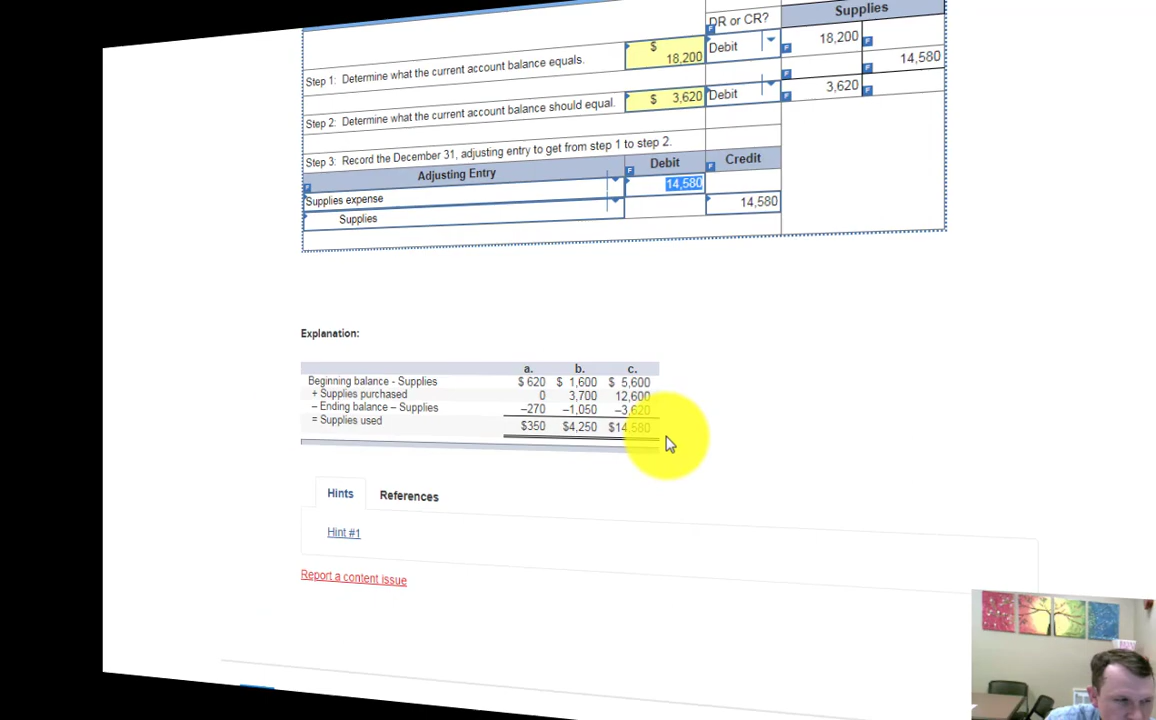 DR or CR?
Supplies
Step 1: Determine what the current account balance equals.
$ 18,200
Debit
18,200
14,580
Step 2: Determine what the current account balance should equal.
$ 3,620
Debit
3,620
Step 3: Record the December 31, adjusting entry to get from step 1 to step 2.
Adjusting Entry Debit Credit
Supplies expense 14,580
Supplies 14,580
Explanation:
a. b. c.
Beginning balance - Supplies $ 620 $ 1,600 $ 5,600
+ Supplies purchased 0 3,700 12,600
– Ending balance – Supplies –270 –1,050 –3,620
= Supplies used $350 $4,250 $14,580
Hints References
Hint #1
Report a content issue